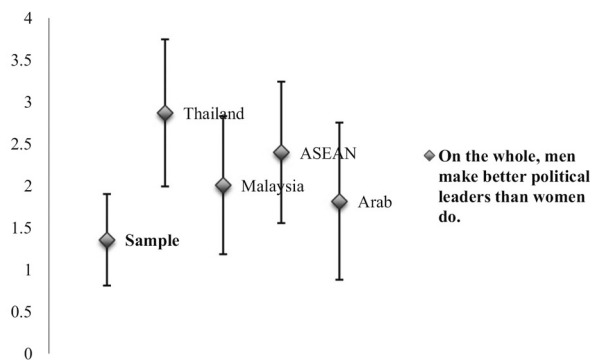 4
3.5
3
2.5
2
1.5
1
0.5
0
Thailand
ASEAN
Malaysia
Arab
Sample
On the whole, men
make better political
leaders than women
do.